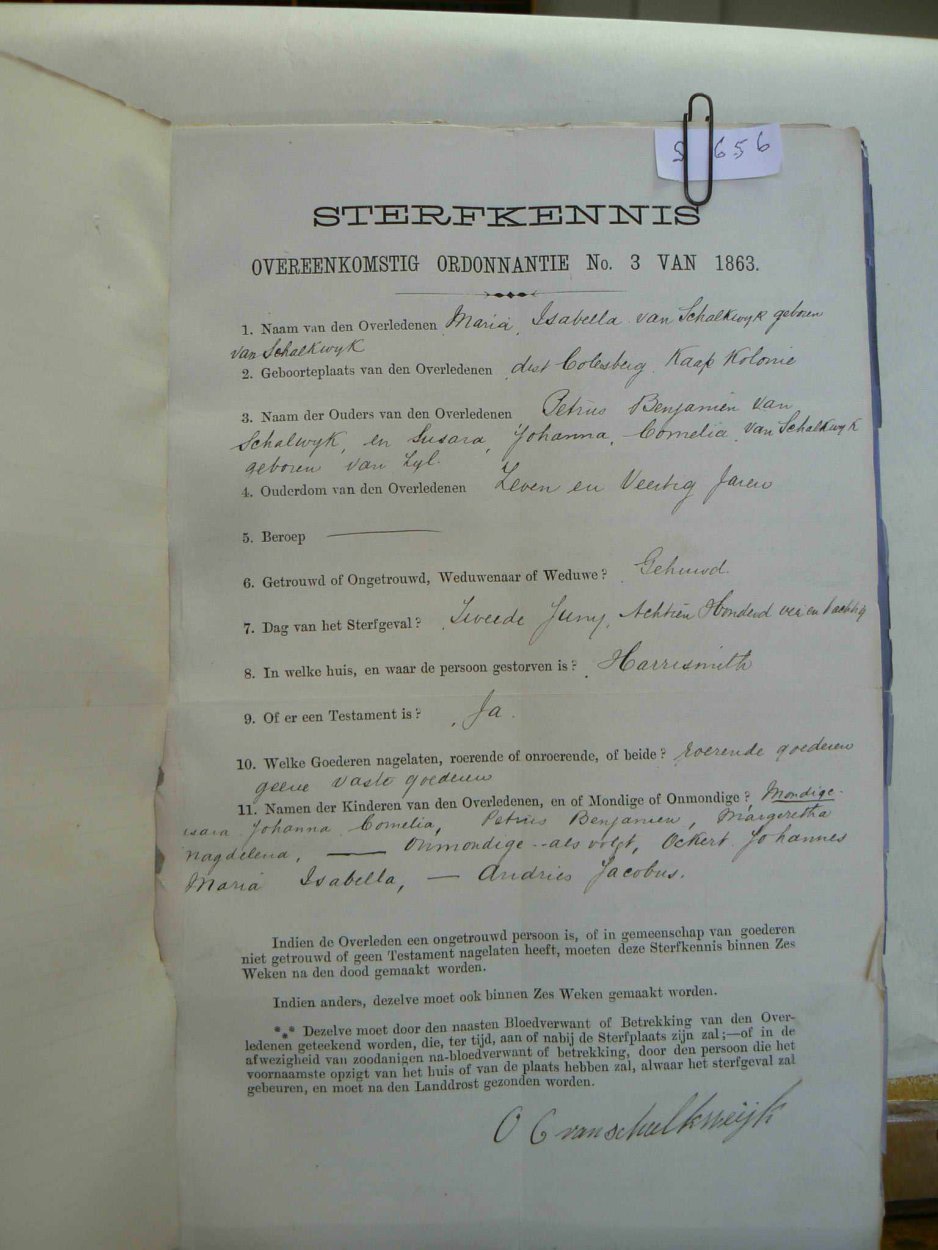 S 656
STERFKENNIS
OVEREENKOMSTIG ORDONNANTIE No. 3 VAN 1863.
1. Naam van den Overledenen Maria, Isabella van Schalkwyk geboren
van Schalkwyk
2. Geboorteplaats van den Overledenen dist Colesberg Kaap Kolonie
3. Naam der Ouders van den Overledenen Petrus Benjamien van
Schalwyk, en Susara, Johanna, Cornelia, van Schalkwyk
geboren van Zyl.
4. Ouderdom van den Overledenen Zeven en Veertig Jaren
5. Beroep
6. Getrouwd of Ongetrouwd, Weduwenaar of Weduwe? Gehuwd.
7. Dag van het Sterfgeval? Tweede Juny, Achtien Honderd vier en tachtig
8. In welke huis, en waar de persoon gestorven is? Harrismith
9. Of er een Testament is? Ja.
10. Welke Goederen nagelaten, roerende of onroerende, of beide? roerende goederen
geene vaste goederen
11. Namen der Kinderen van den Overledenen, en of Mondige of Onmondige? Mondige-
usara Johanna Cornelia, Petrus Benjamien, Margeretha
Magdelena, — Onmondige -- als volgt, Ockert Johannes
Maria Isabella, — Andries Jacobus.
Indien de Overleden een ongetrouwd persoon is, of in gemeenschap van goederen
niet getrouwd of geen Testament nagelaten heeft, moeten deze Sterfkennis binnen Zes
Weken na den dood gemaakt worden.
Indien anders, dezelve moet ook binnen Zes Weken gemaakt worden.
*** Dezelve moet door den naasten Bloedverwant of Betrekking van den Over-
ledenen geteekend worden, die, ter tijd, aan of nabij de Sterfplaats zijn zal;—of in de
afwezigheid van zoodanigen na-bloedverwant of betrekking, door den persoon die het
voornaamste opzigt van het huis of van de plaats hebben zal, alwaar het sterfgeval zal
gebeuren, en moet na den Landdrost gezonden worden.
O C van schalkweijk